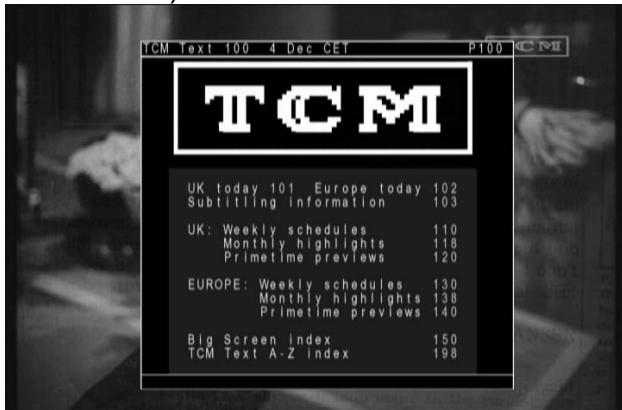 TCM Text 100 4 Dec CET P100
TCM
TCM
UK today 101 Europe today 102
Subtitling information 103
UK: Weekly schedules 110
Monthly highlights 118
Primetime previews 120
EUROPE: Weekly schedules 130
Monthly highlights 138
Primetime previews 140
Big Screen index 150
TCM Text A-Z index 198